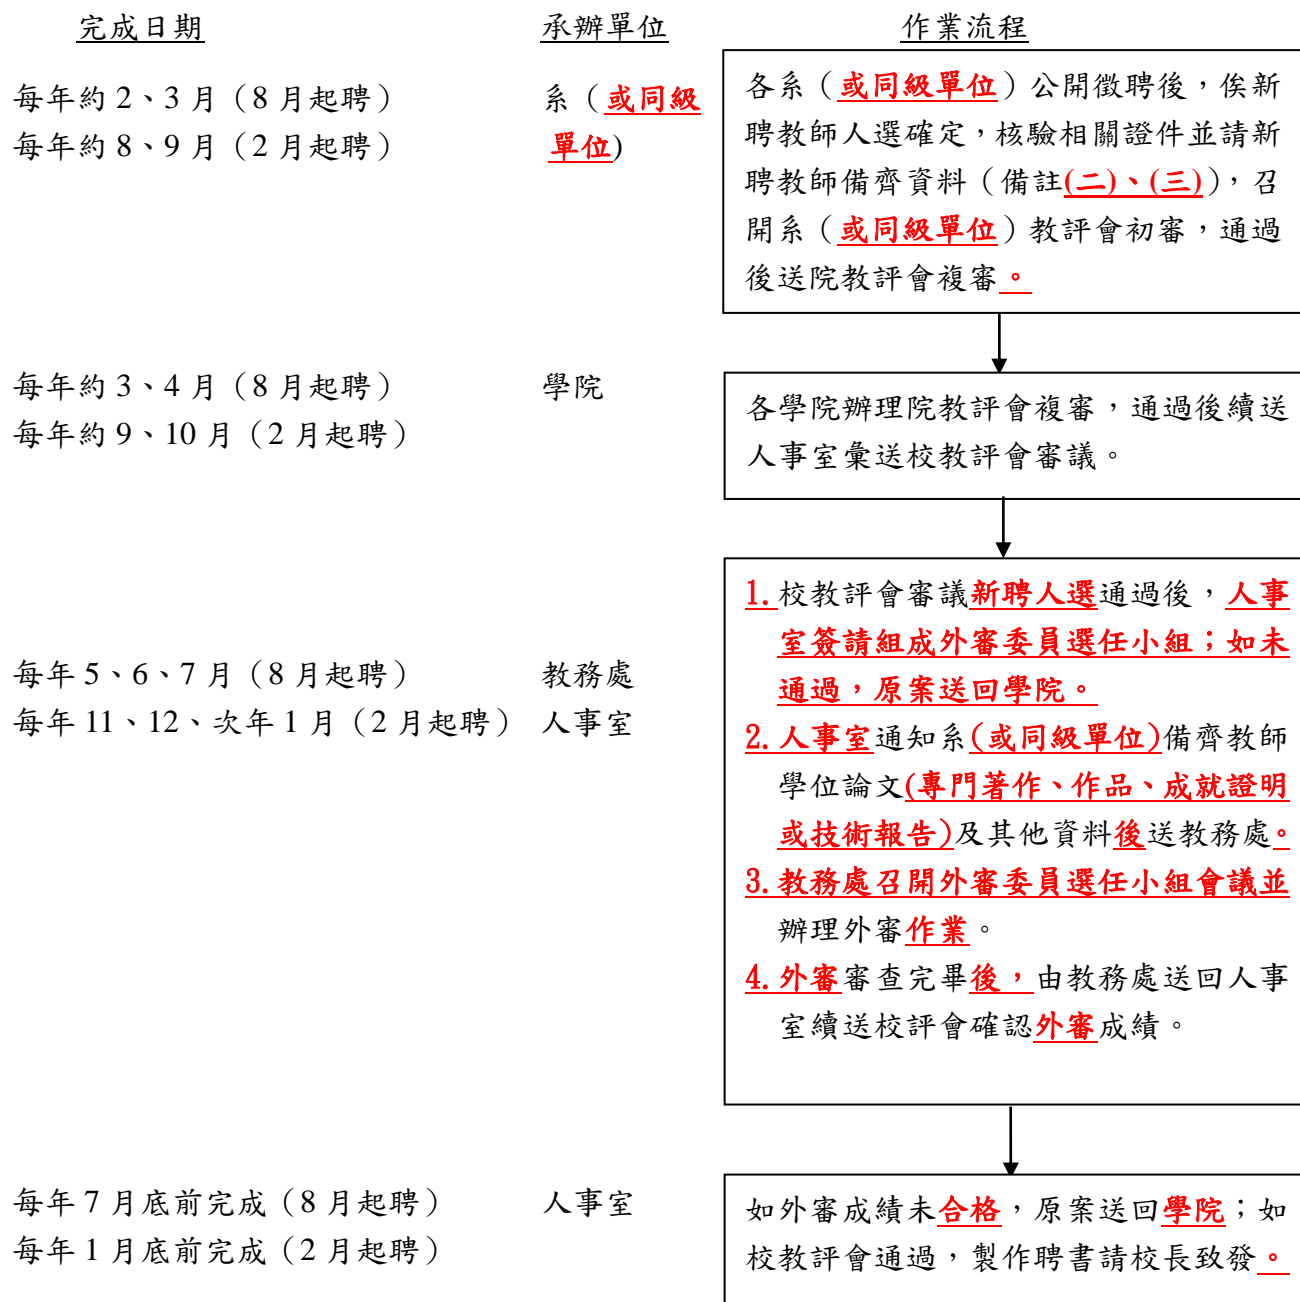 完成日期 承辦單位 作業流程
每年約 2、3 月（8 月起聘）
每年約 8、9 月（2 月起聘）
系（或同級
單位)
各系（或同級單位）公開徵聘後，俟新
聘教師人選確定，核驗相關證件並請新
聘教師備齊資料（備註(二)、(三)），召
開系（或同級單位）教評會初審，通過
後送院教評會複審。
每年約 3、4 月（8 月起聘）
每年約 9、10 月（2 月起聘）
學院
各學院辦理院教評會複審，通過後續送
人事室彙送校教評會審議。
每年 5、6、7 月（8 月起聘）
每年 11、12、次年 1 月（2 月起聘）
教務處
人事室
1.校教評會審議新聘人選通過後，人事
室簽請組成外審委員選任小組；如未
通過，原案送回學院。
2.人事室通知系(或同級單位)備齊教師
學位論文(專門著作、作品、成就證明
或技術報告)及其他資料後送教務處。
3.教務處召開外審委員選任小組會議並
辦理外審作業。
4.外審審查完畢後，由教務處送回人事
室續送校評會確認外審成績。
每年 7 月底前完成（8 月起聘）
每年 1 月底前完成（2 月起聘）
人事室
如外審成績未合格，原案送回學院；如
校教評會通過，製作聘書請校長致發。